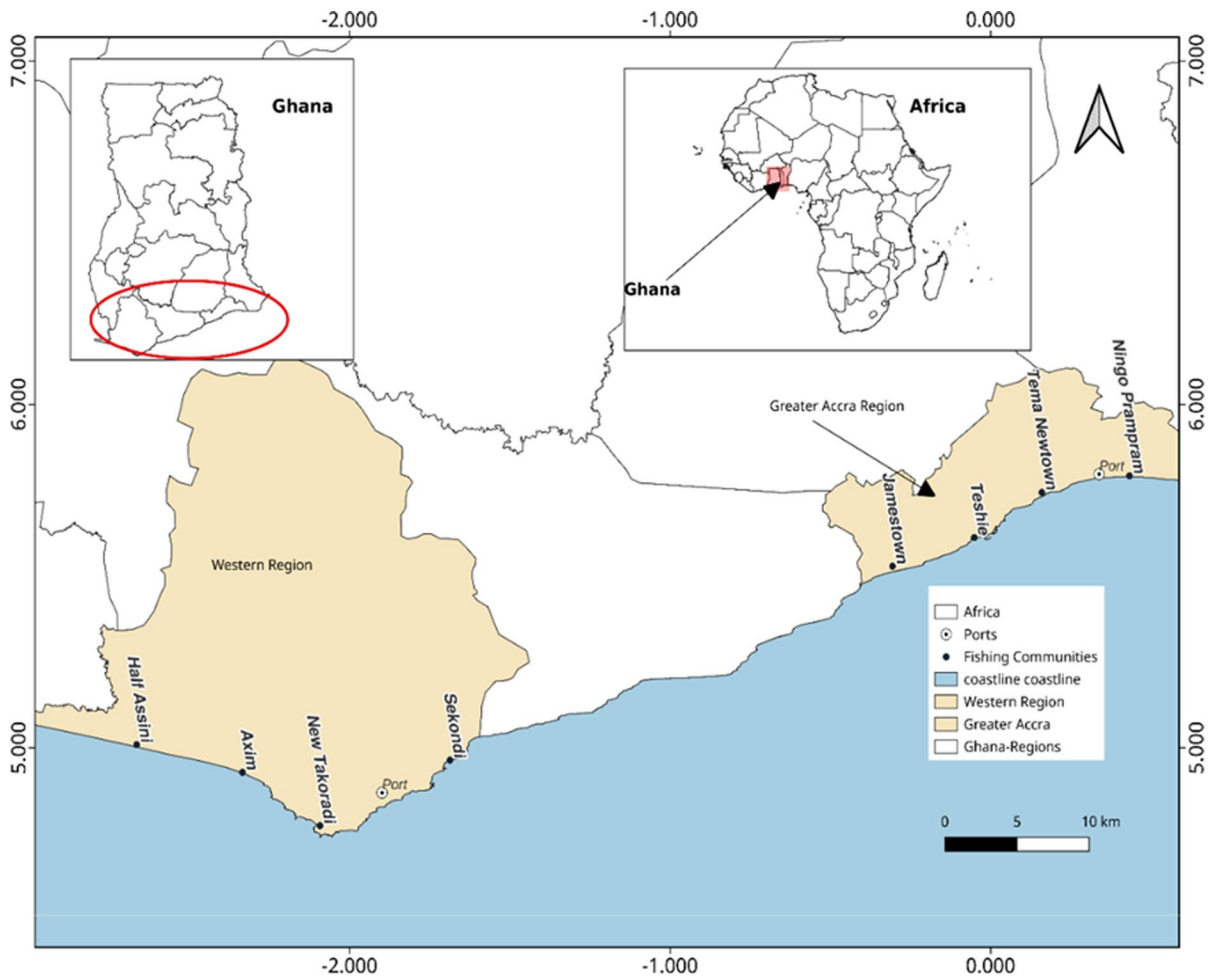 -2.000
-1.000
0.000
7.000
7.000
Ghana
Africa
Ghana
6.000
6.000
Greater Accra Region
Ningo Prampram
Tema Newtown
Port
Jamestown
Teshie
Western Region
Half Assini
Axim
New Takoradi
Port
Sekondi
Africa
Ports
Fishing Communities
coastline coastline
Western Region
Greater Accra
Ghana-Regions
5.000
5.000
0
5
10 km
-2.000
-1.000
0.000